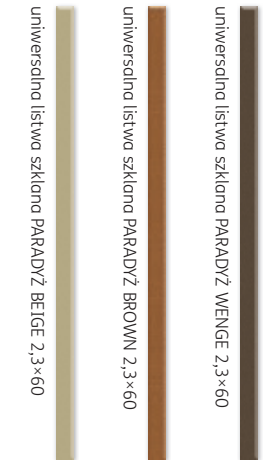 uniwersalna listwa szklana PARADYŻ BEIGE 2,3×60
uniwersalna listwa szklana PARADYŻ BROWN 2,3×60
uniwersalna listwa szklana PARADYŻ WENGE 2,3×60